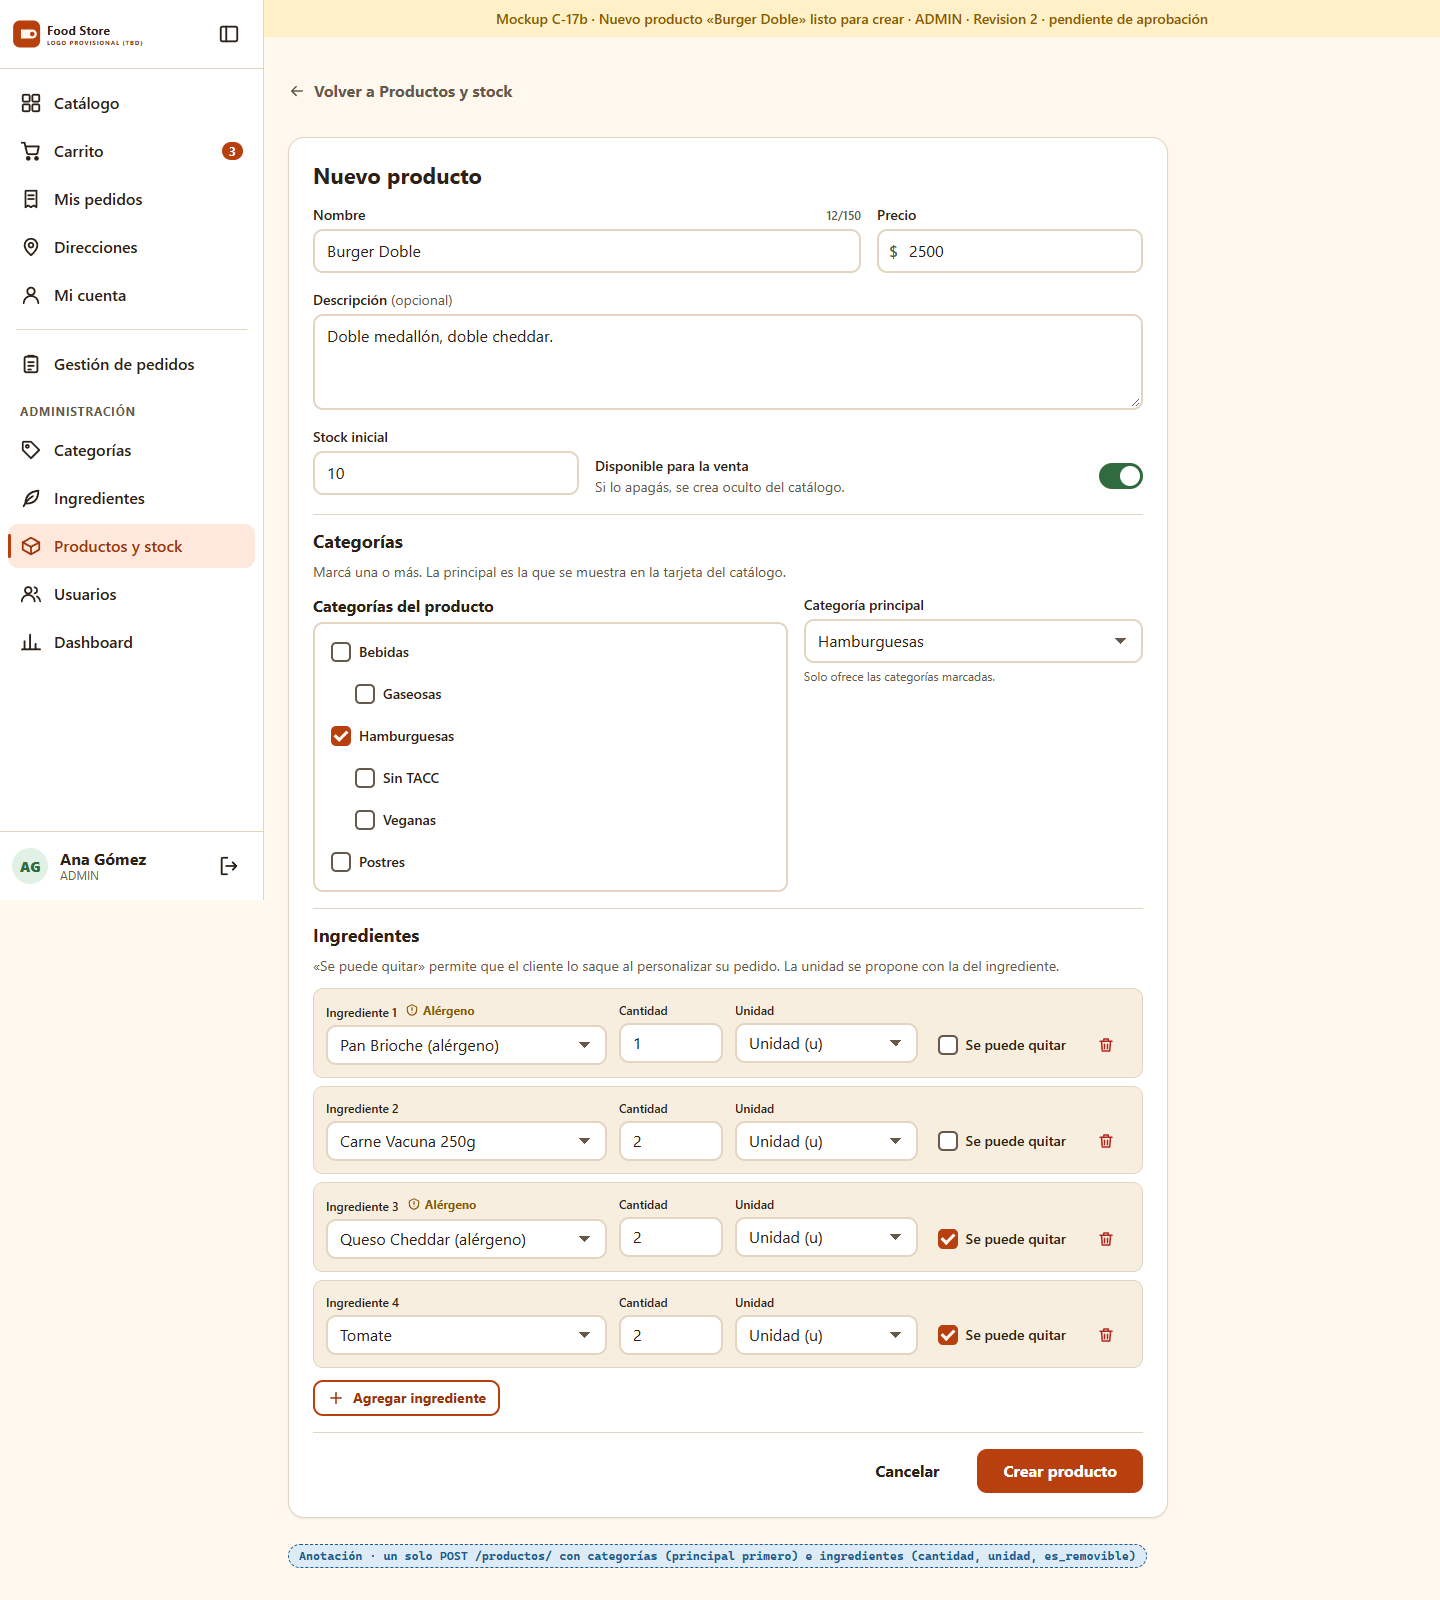 Mockup C-17b · Nuevo producto «Burger Doble» listo para crear · ADMIN · Revision 2 · pendiente de aprobación
Food Store
LOGO PROVISIONAL (TBD)
Catálogo
Carrito 3
Mis pedidos
Direcciones
Mi cuenta
Gestión de pedidos
ADMINISTRACIÓN
Categorías
Ingredientes
Productos y stock
Usuarios
Dashboard
AG
Ana Gómez
ADMIN
Volver a Productos y stock
Nuevo producto
Nombre 12/150
Burger Doble
Precio
$ 2500
Descripción (opcional)
Doble medallón, doble cheddar.
Stock inicial
10
Disponible para la venta
Si lo apagás, se crea oculto del catálogo.
Categorías
Marcá una o más. La principal es la que se muestra en la tarjeta del catálogo.
Categorías del producto
Bebidas
Gaseosas
Hamburguesas
Sin TACC
Veganas
Postres
Categoría principal
Hamburguesas
Solo ofrece las categorías marcadas.
Ingredientes
«Se puede quitar» permite que el cliente lo saque al personalizar su pedido. La unidad se propone con la del ingrediente.
Ingrediente 1 Alérgeno Cantidad Unidad
Pan Brioche (alérgeno) 1 Unidad (u) Se puede quitar
Ingrediente 2 Cantidad Unidad
Carne Vacuna 250g 2 Unidad (u) Se puede quitar
Ingrediente 3 Alérgeno Cantidad Unidad
Queso Cheddar (alérgeno) 2 Unidad (u) Se puede quitar
Ingrediente 4 Cantidad Unidad
Tomate 2 Unidad (u) Se puede quitar
Agregar ingrediente
Cancelar
Crear producto
Anotación · un solo POST /productos/ con categorías (principal primero) e ingredientes (cantidad, unidad, es_removible)